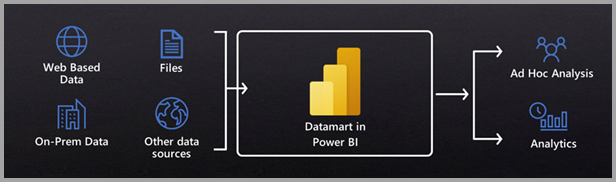 Web Based
Data
Files
On-Prem Data
Other data
sources
Datamart in
Power BI
Ad Hoc Analysis
Analytics